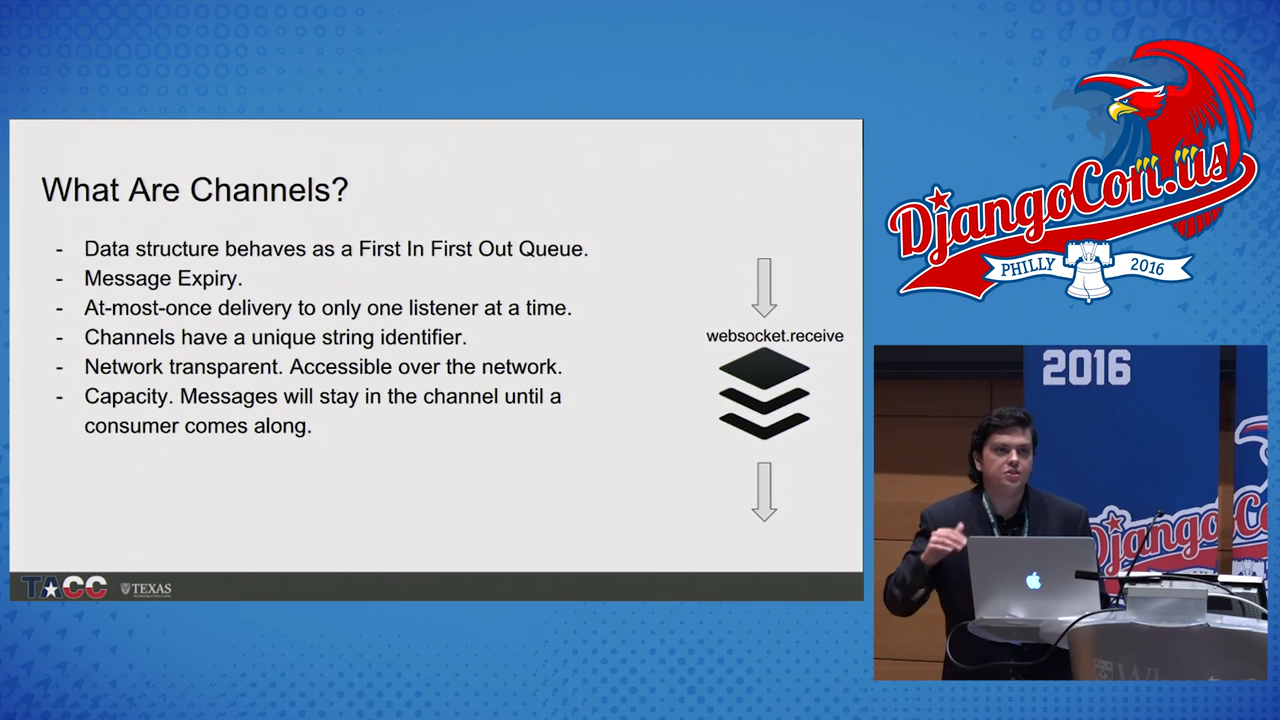 What Are Channels?
- Data structure behaves as a First In First Out Queue.
- Message Expiry.
- At-most-once delivery to only one listener at a time.
- Channels have a unique string identifier.
- Network transparent. Accessible over the network.
- Capacity. Messages will stay in the channel until a
consumer comes along.
websocket.receive
TACC
TEXAS
DjangoCon.us
PHILLY 2016
2016
DjangoCo